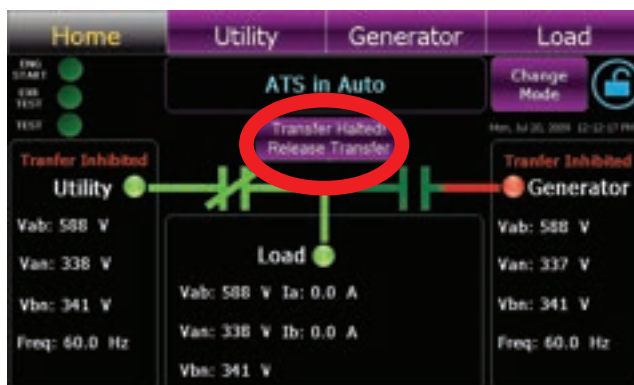 Home Utility Generator Load
ENG
START
EXR
TEST
TEST
ATS in Auto
Change
Mode
Transfer Halted!
Release Transfer
Mon, Jul 20, 2009 12:12:17 PM
Tranfer Inhibited
Utility
Vab: 588 V
Van: 338 V
Vbn: 341 V
Freq: 60.0 Hz
Load
Vab: 588 V Ia: 0.0 A
Van: 338 V Ib: 0.0 A
Vbn: 341 V
Tranfer Inhibited
Generator
Vab: 588 V
Van: 337 V
Vbn: 341 V
Freq: 60.0 Hz